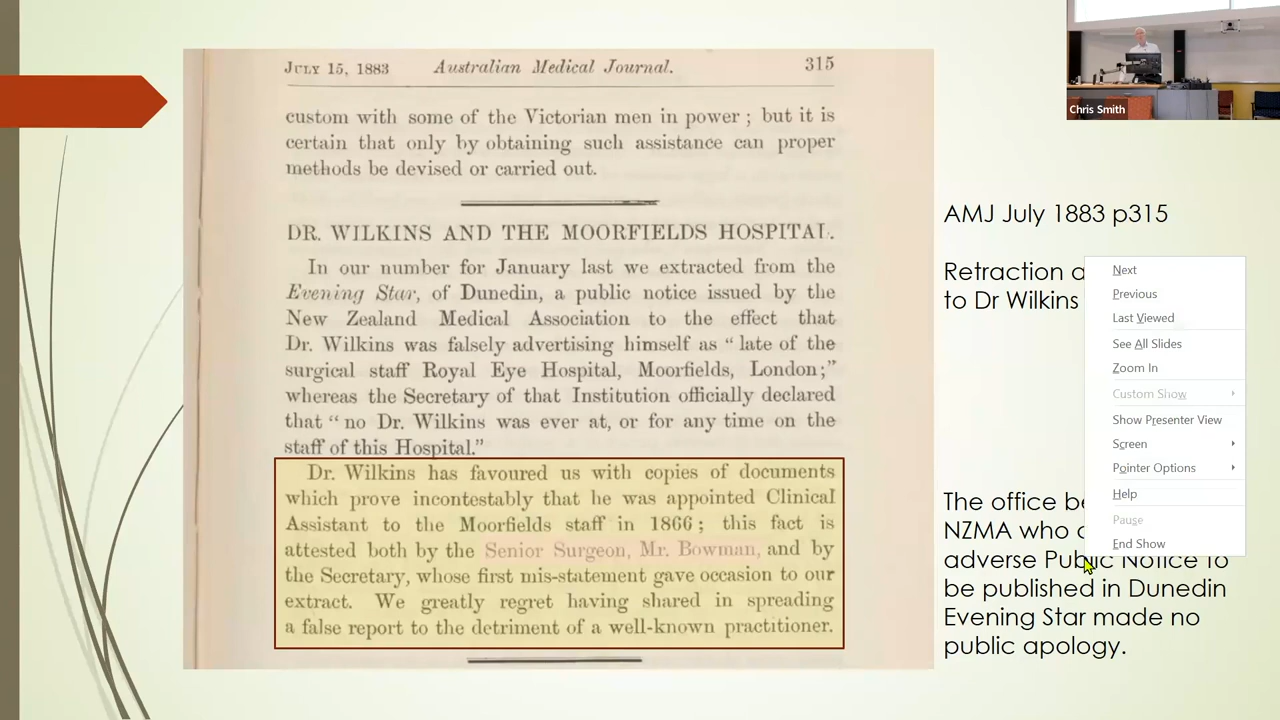 JULY 15, 1883 Australian Medical Journal. 315
custom with some of the Victorian men in power ; but it is
certain that only by obtaining such assistance can proper
methods be devised or carried out.
DR. WILKINS AND THE MOORFIELDS HOSPITAL.
In our number for January last we extracted from the
Evening Star, of Dunedin, a public notice issued by the
New Zealand Medical Association to the effect that
Dr. Wilkins was falsely advertising himself as “ late of the
surgical staff Royal Eye Hospital, Moorfields, London;”
whereas the Secretary of that Institution officially declared
that “ no Dr. Wilkins was ever at, or for any time on the
staff of this Hospital.”
Dr. Wilkins has favoured us with copies of documents
which prove incontestably that he was appointed Clinical
Assistant to the Moorfields staff in 1866 ; this fact is
attested both by the Senior Surgeon, Mr. Bowman, and by
the Secretary, whose first mis-statement gave occasion to our
extract. We greatly regret having shared in spreading
a false report to the detriment of a well-known practitioner.
Chris Smith
AMJ July 1883 p315
Retraction
to Dr Wilkins
The office
NZMA who
adverse Public Notice to
be published in Dunedin
Evening Star made no
public apology.
Next
Previous
Last Viewed
See All Slides
Zoom In
Custom Show
Show Presenter View
Screen
Pointer Options
Help
Pause
End Show